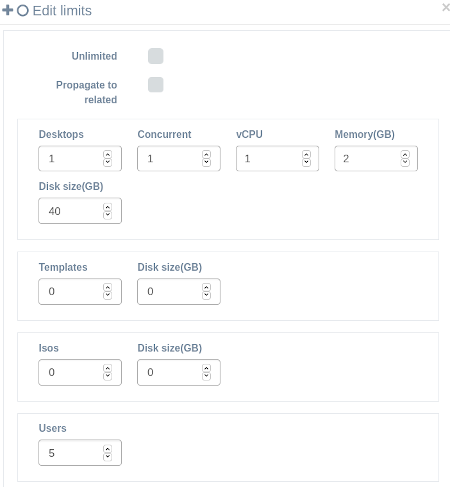 Edit limits
Unlimited
Propagate to
related
Desktops Concurrent vCPU Memory(GB)
1 1 1 2
Disk size(GB)
40
Templates Disk size(GB)
0 0
Isos Disk size(GB)
0 0
Users
5